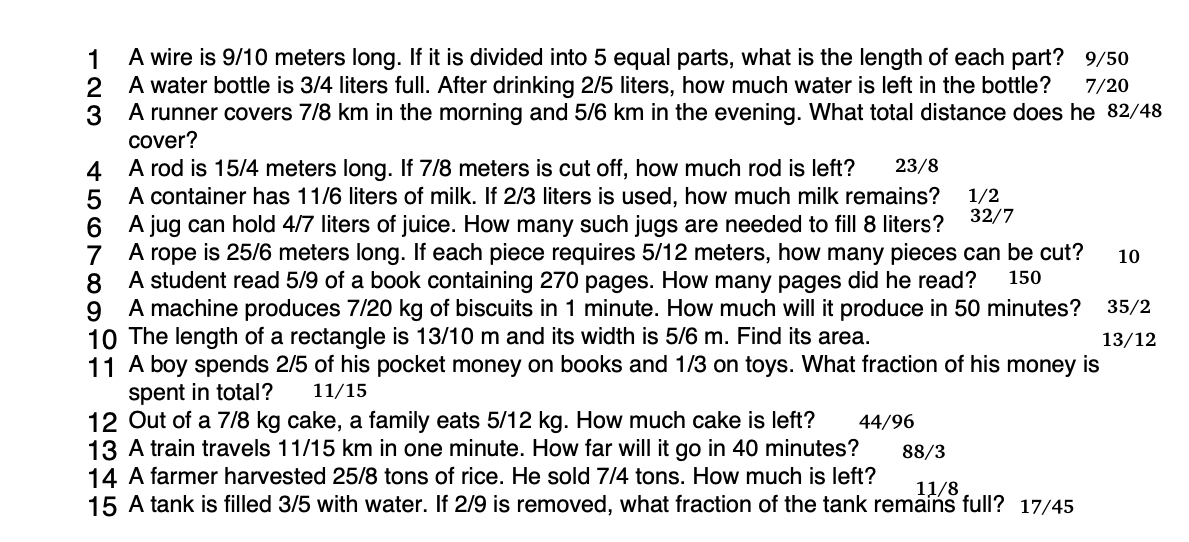 1 A wire is 9/10 meters long. If it is divided into 5 equal parts, what is the length of each part? 9/50
2 A water bottle is 3/4 liters full. After drinking 2/5 liters, how much water is left in the bottle? 7/20
3 A runner covers 7/8 km in the morning and 5/6 km in the evening. What total distance does he 82/48
cover?
4 A rod is 15/4 meters long. If 7/8 meters is cut off, how much rod is left? 23/8
5 A container has 11/6 liters of milk. If 2/3 liters is used, how much milk remains? 1/2
6 A jug can hold 4/7 liters of juice. How many such jugs are needed to fill 8 liters? 32/7
7 A rope is 25/6 meters long. If each piece requires 5/12 meters, how many pieces can be cut? 10
8 A student read 5/9 of a book containing 270 pages. How many pages did he read? 150
9 A machine produces 7/20 kg of biscuits in 1 minute. How much will it produce in 50 minutes? 35/2
10 The length of a rectangle is 13/10 m and its width is 5/6 m. Find its area. 13/12
11 A boy spends 2/5 of his pocket money on books and 1/3 on toys. What fraction of his money is
spent in total? 11/15
12 Out of a 7/8 kg cake, a family eats 5/12 kg. How much cake is left? 44/96
13 A train travels 11/15 km in one minute. How far will it go in 40 minutes? 88/3
14 A farmer harvested 25/8 tons of rice. He sold 7/4 tons. How much is left? 11/8
15 A tank is filled 3/5 with water. If 2/9 is removed, what fraction of the tank remains full? 17/45